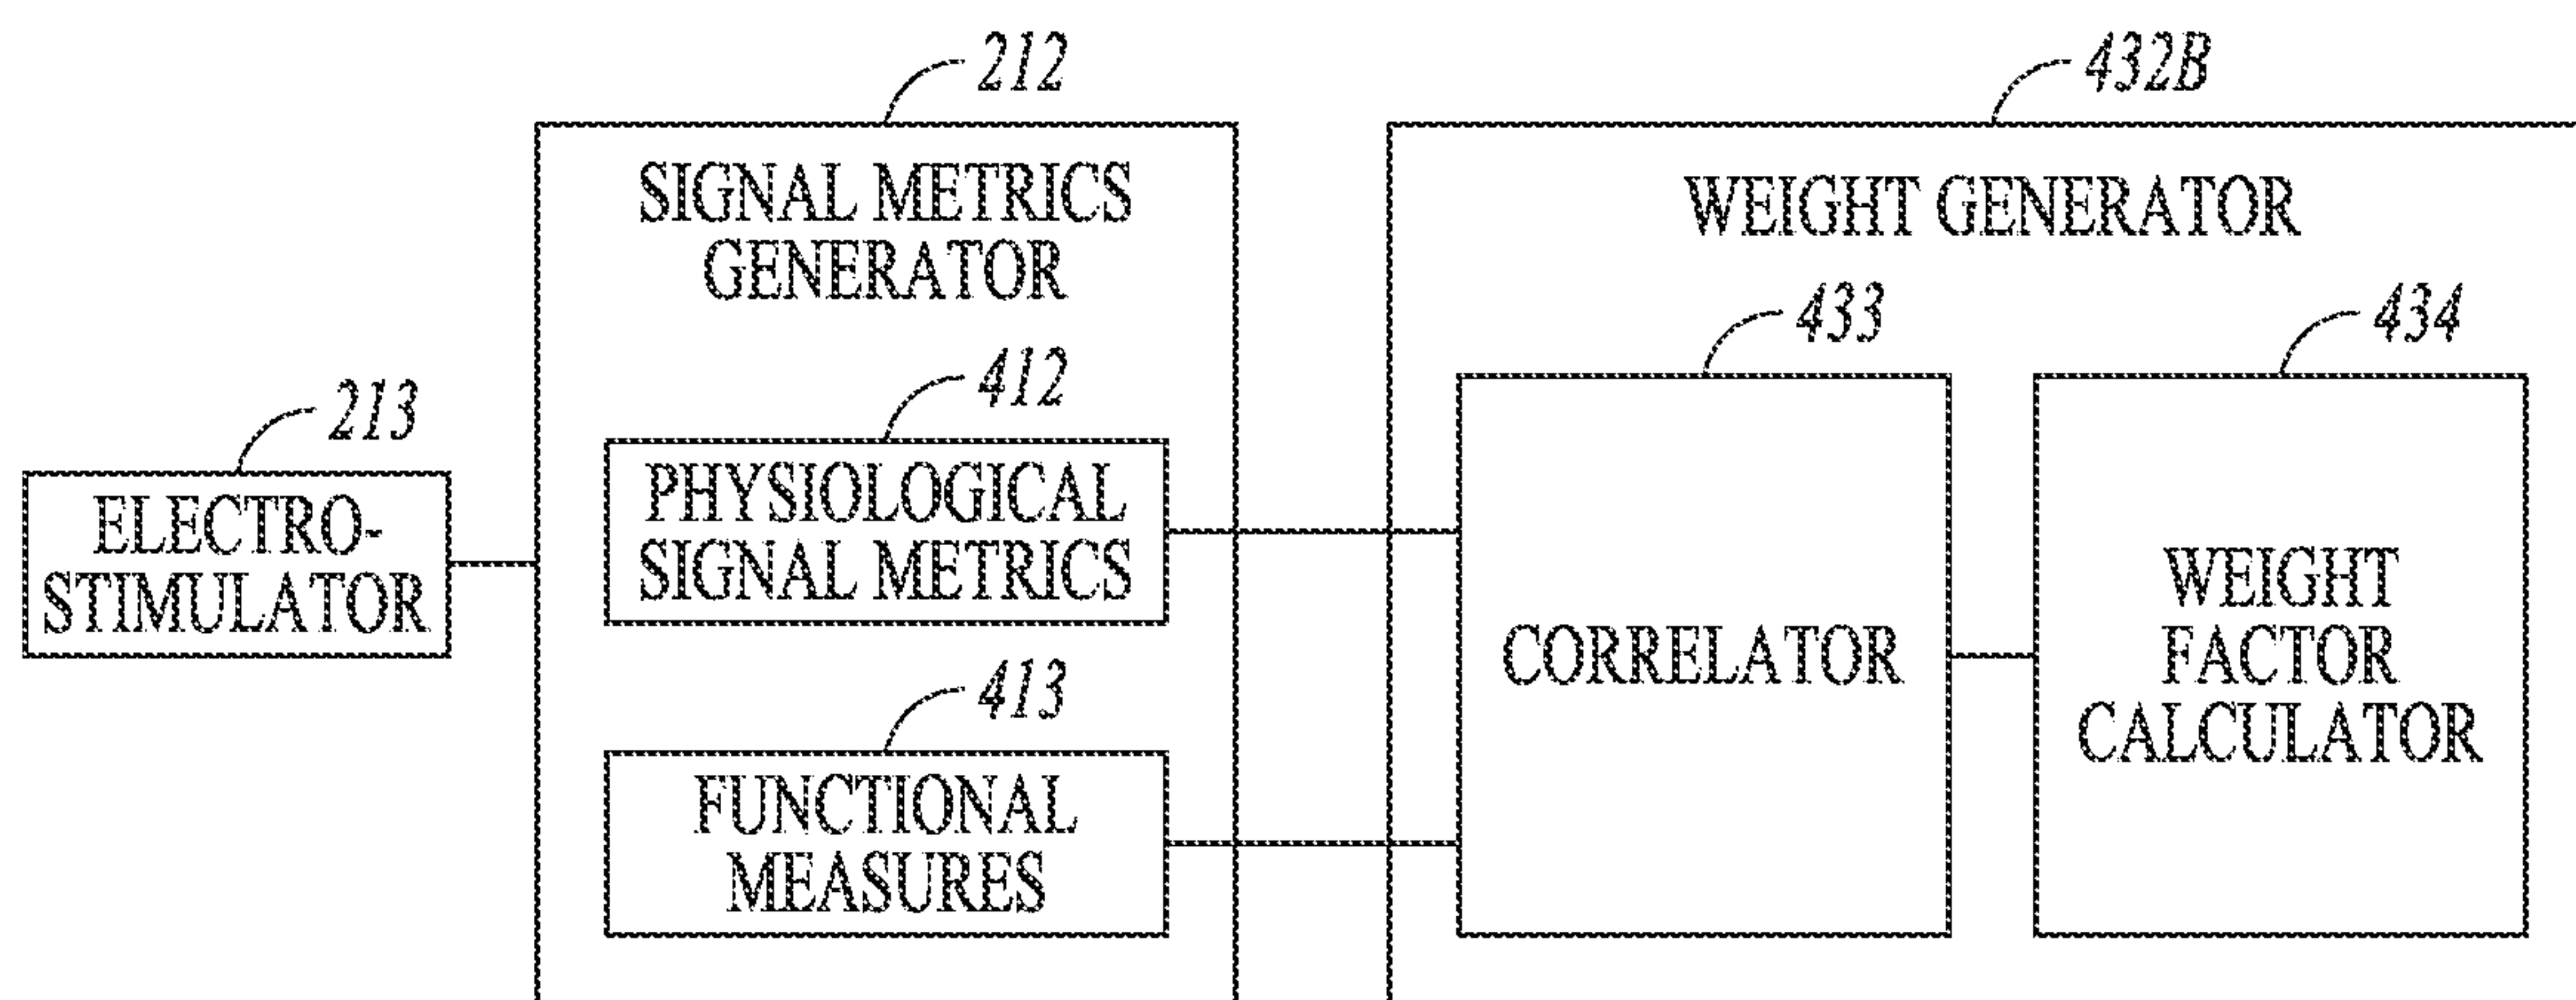 212
432B
SIGNAL METRICS
GENERATOR
WEIGHT GENERATOR
433
434
412
213
PHYSIOLOGICAL
SIGNAL METRICS
ELECTRO-
STIMULATOR
CORRELATOR
WEIGHT
FACTOR
CALCULATOR
413
FUNCTIONAL
MEASURES